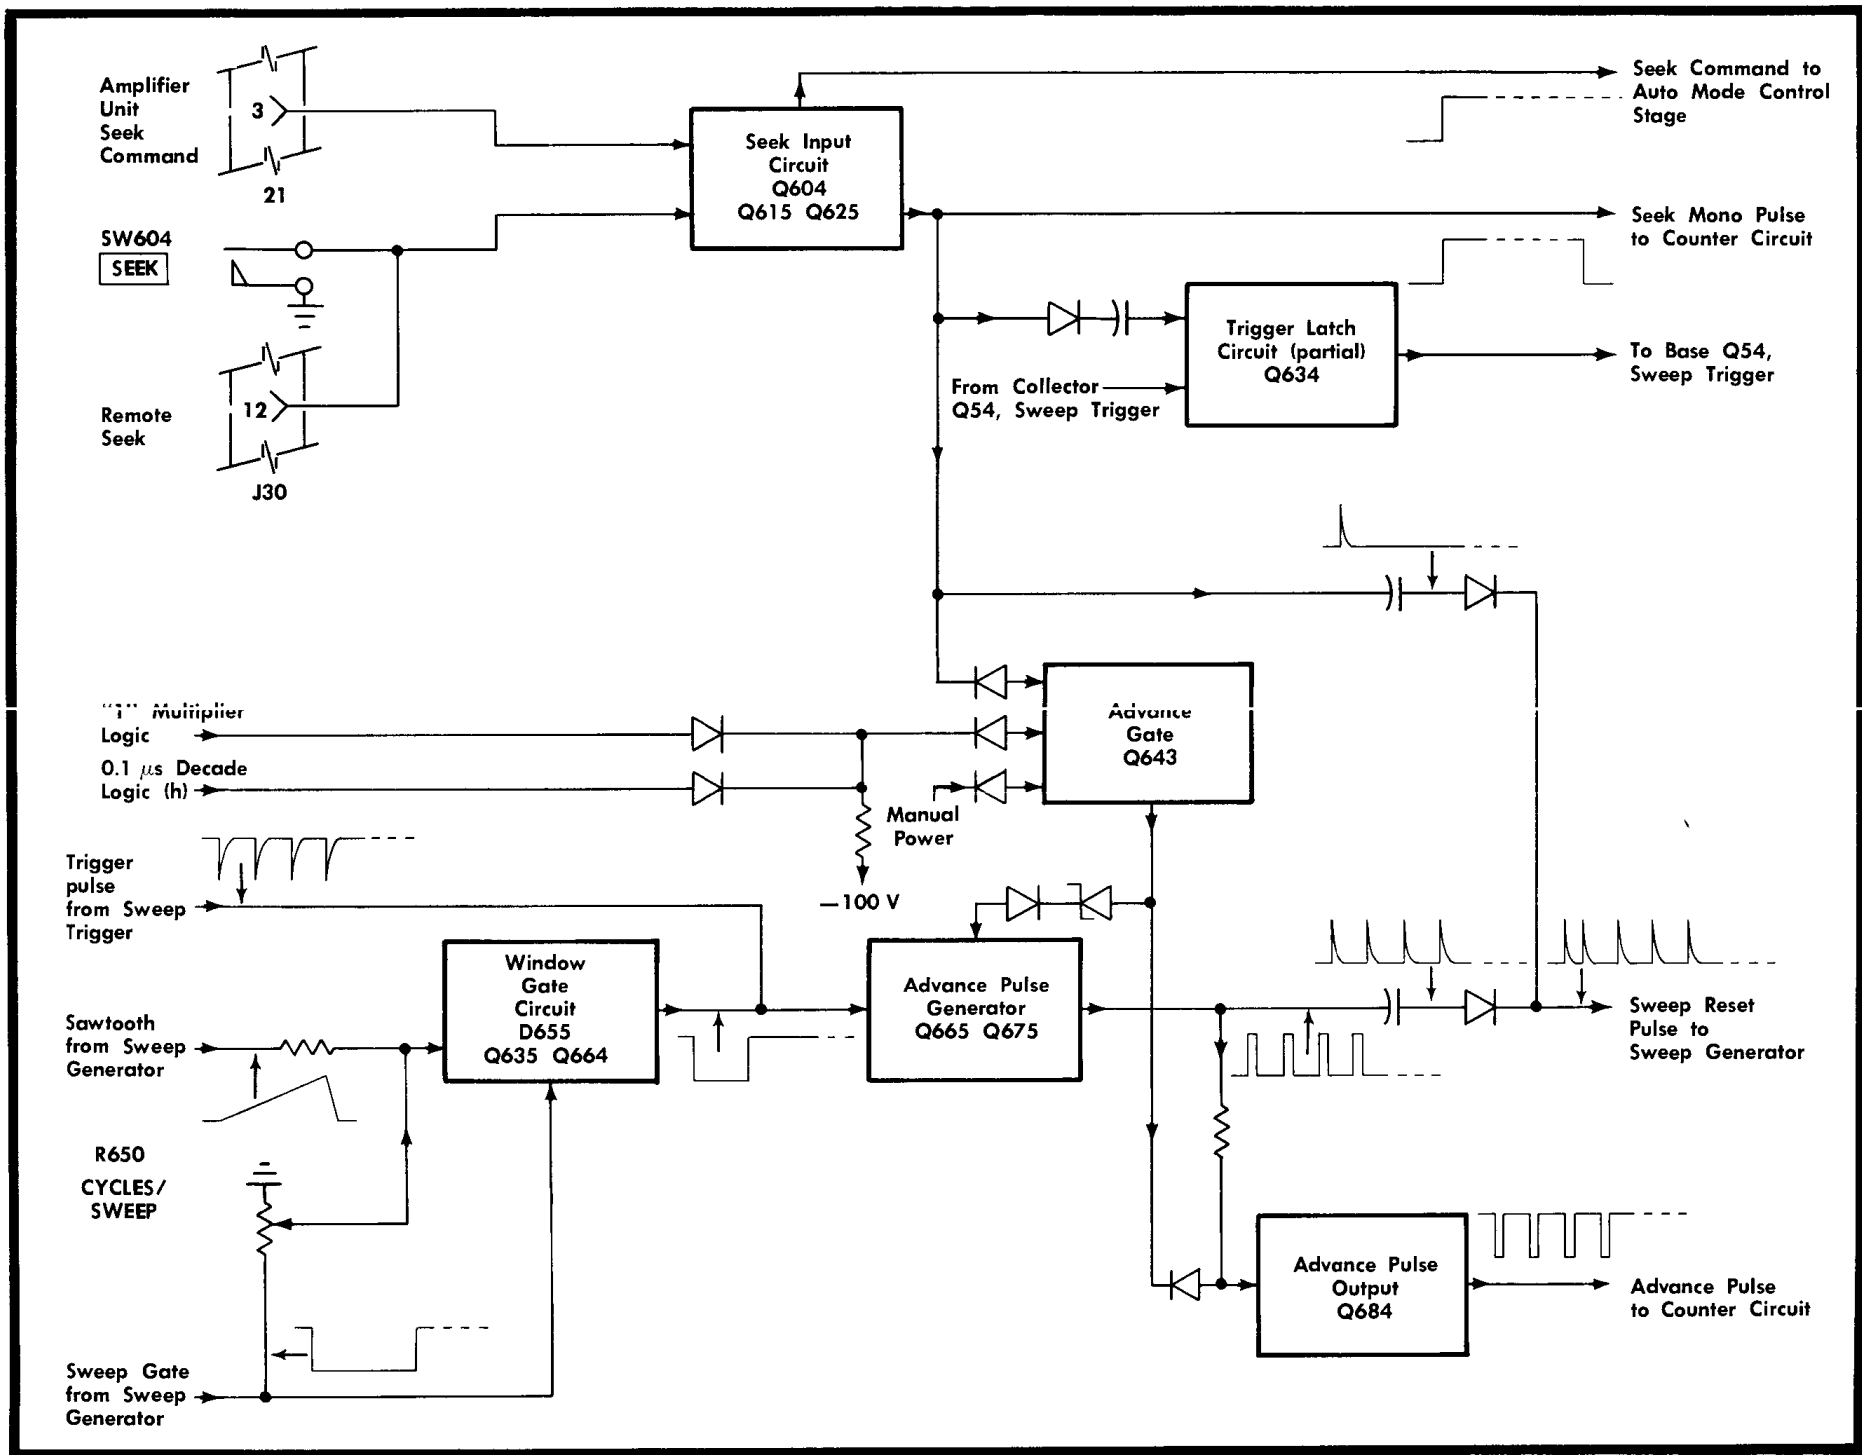 Amplifier
Unit
Seek
Command
3
21
SW604
SEEK
Remote
Seek
12
J30
Seek Input
Circuit
Q604
Q615 Q625
Seek Command to
Auto Mode Control
Stage
Seek Mono Pulse
to Counter Circuit
Trigger Latch
Circuit (partial)
Q634
From Collector
Q54, Sweep Trigger
To Base Q54,
Sweep Trigger
"1" Multiplier
Logic
0.1 μs Decade
Logic (h)
Manual
Power
—100 V
Advance
Gate
Q643
Trigger
pulse
from Sweep
Trigger
Window
Gate
Circuit
D655
Q635 Q664
Advance Pulse
Generator
Q665 Q675
Sweep Reset
Pulse to
Sweep Generator
Sawtooth
from Sweep
Generator
R650
CYCLES/
SWEEP
Sweep Gate
from Sweep
Generator
Advance Pulse
Output
Q684
Advance Pulse
to Counter Circuit